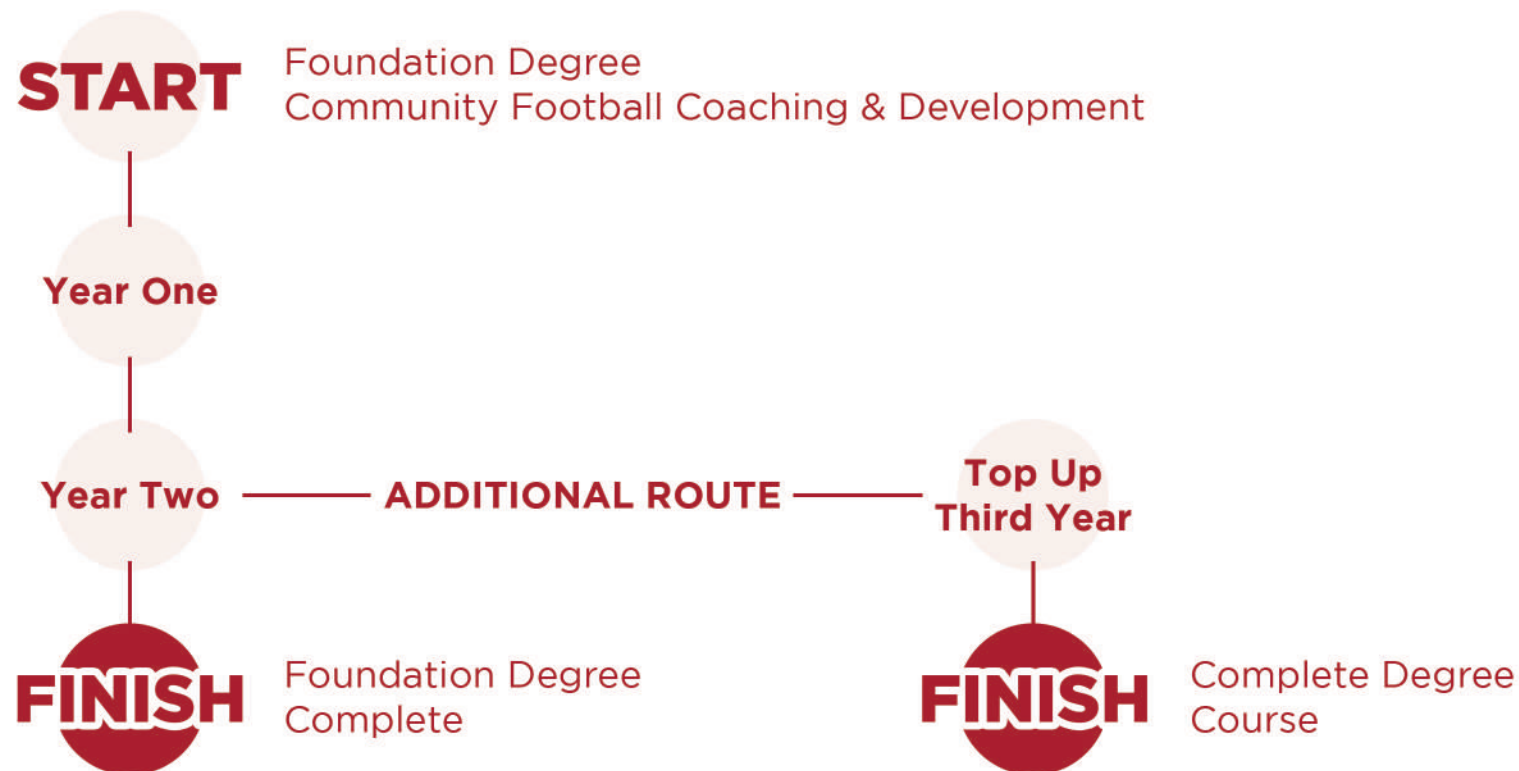 START
Foundation Degree
Community Football Coaching & Development
Year One
Year Two
ADDITIONAL ROUTE
Top Up
Third Year
FINISH
Foundation Degree
Complete
FINISH
Complete Degree
Course